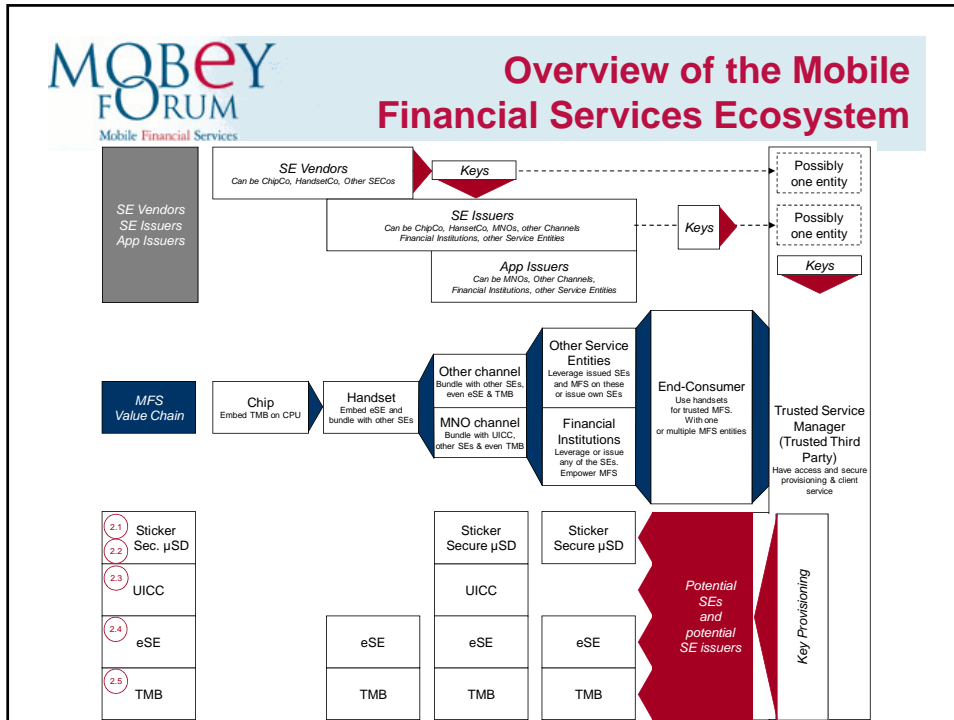 MOBEY
FORUM
Mobile Financial Services
Overview of the Mobile
Financial Services Ecosystem
SE Vendors
SE Issuers
App Issuers
SE Vendors
Can be ChipCo, HandsetCo, Other SECos
Keys
Possibly
one entity
SE Issuers
Can be ChipCo, HansetCo, MNOs, other Channels
Financial Institutions, other Service Entities
Keys
Possibly
one entity
App Issuers
Can be MNOs, Other Channels,
Financial Institutions, other Service Entities
Keys
MFS
Value Chain
Chip
Embed TMB on CPU
Handset
Embed eSE and
bundle with other SEs
Other channel
Bundle with other SEs,
even eSE & TMB
MNO channel
Bundle with UICC,
other SEs & even TMB
Other Service
Entities
Leverage issued SEs
and MFS on these
or issue own SEs
Financial
Institutions
Leverage or issue
any of the SEs.
Empower MFS
End-Consumer
Use handsets
for trusted MFS.
With one
or multiple MFS entities
Trusted Service
Manager
(Trusted Third
Party)
Have access and secure
provisioning & client
service
2.1
2.2
Sticker
Sec. µSD
Sticker
Secure µSD
Sticker
Secure µSD
2.3
UICC
UICC
2.4
eSE
eSE
eSE
eSE
2.5
TMB
TMB
TMB
TMB
Potential
SEs
and
potential
SE issuers
Key Provisioning